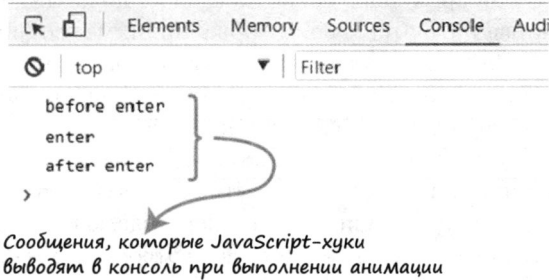 Elements Memory Sources Console Audi
top ▼ Filter
before enter
enter
after enter
>
Сообщения, которые JavaScript-хуки
выводят в консоль при выполнении анимации